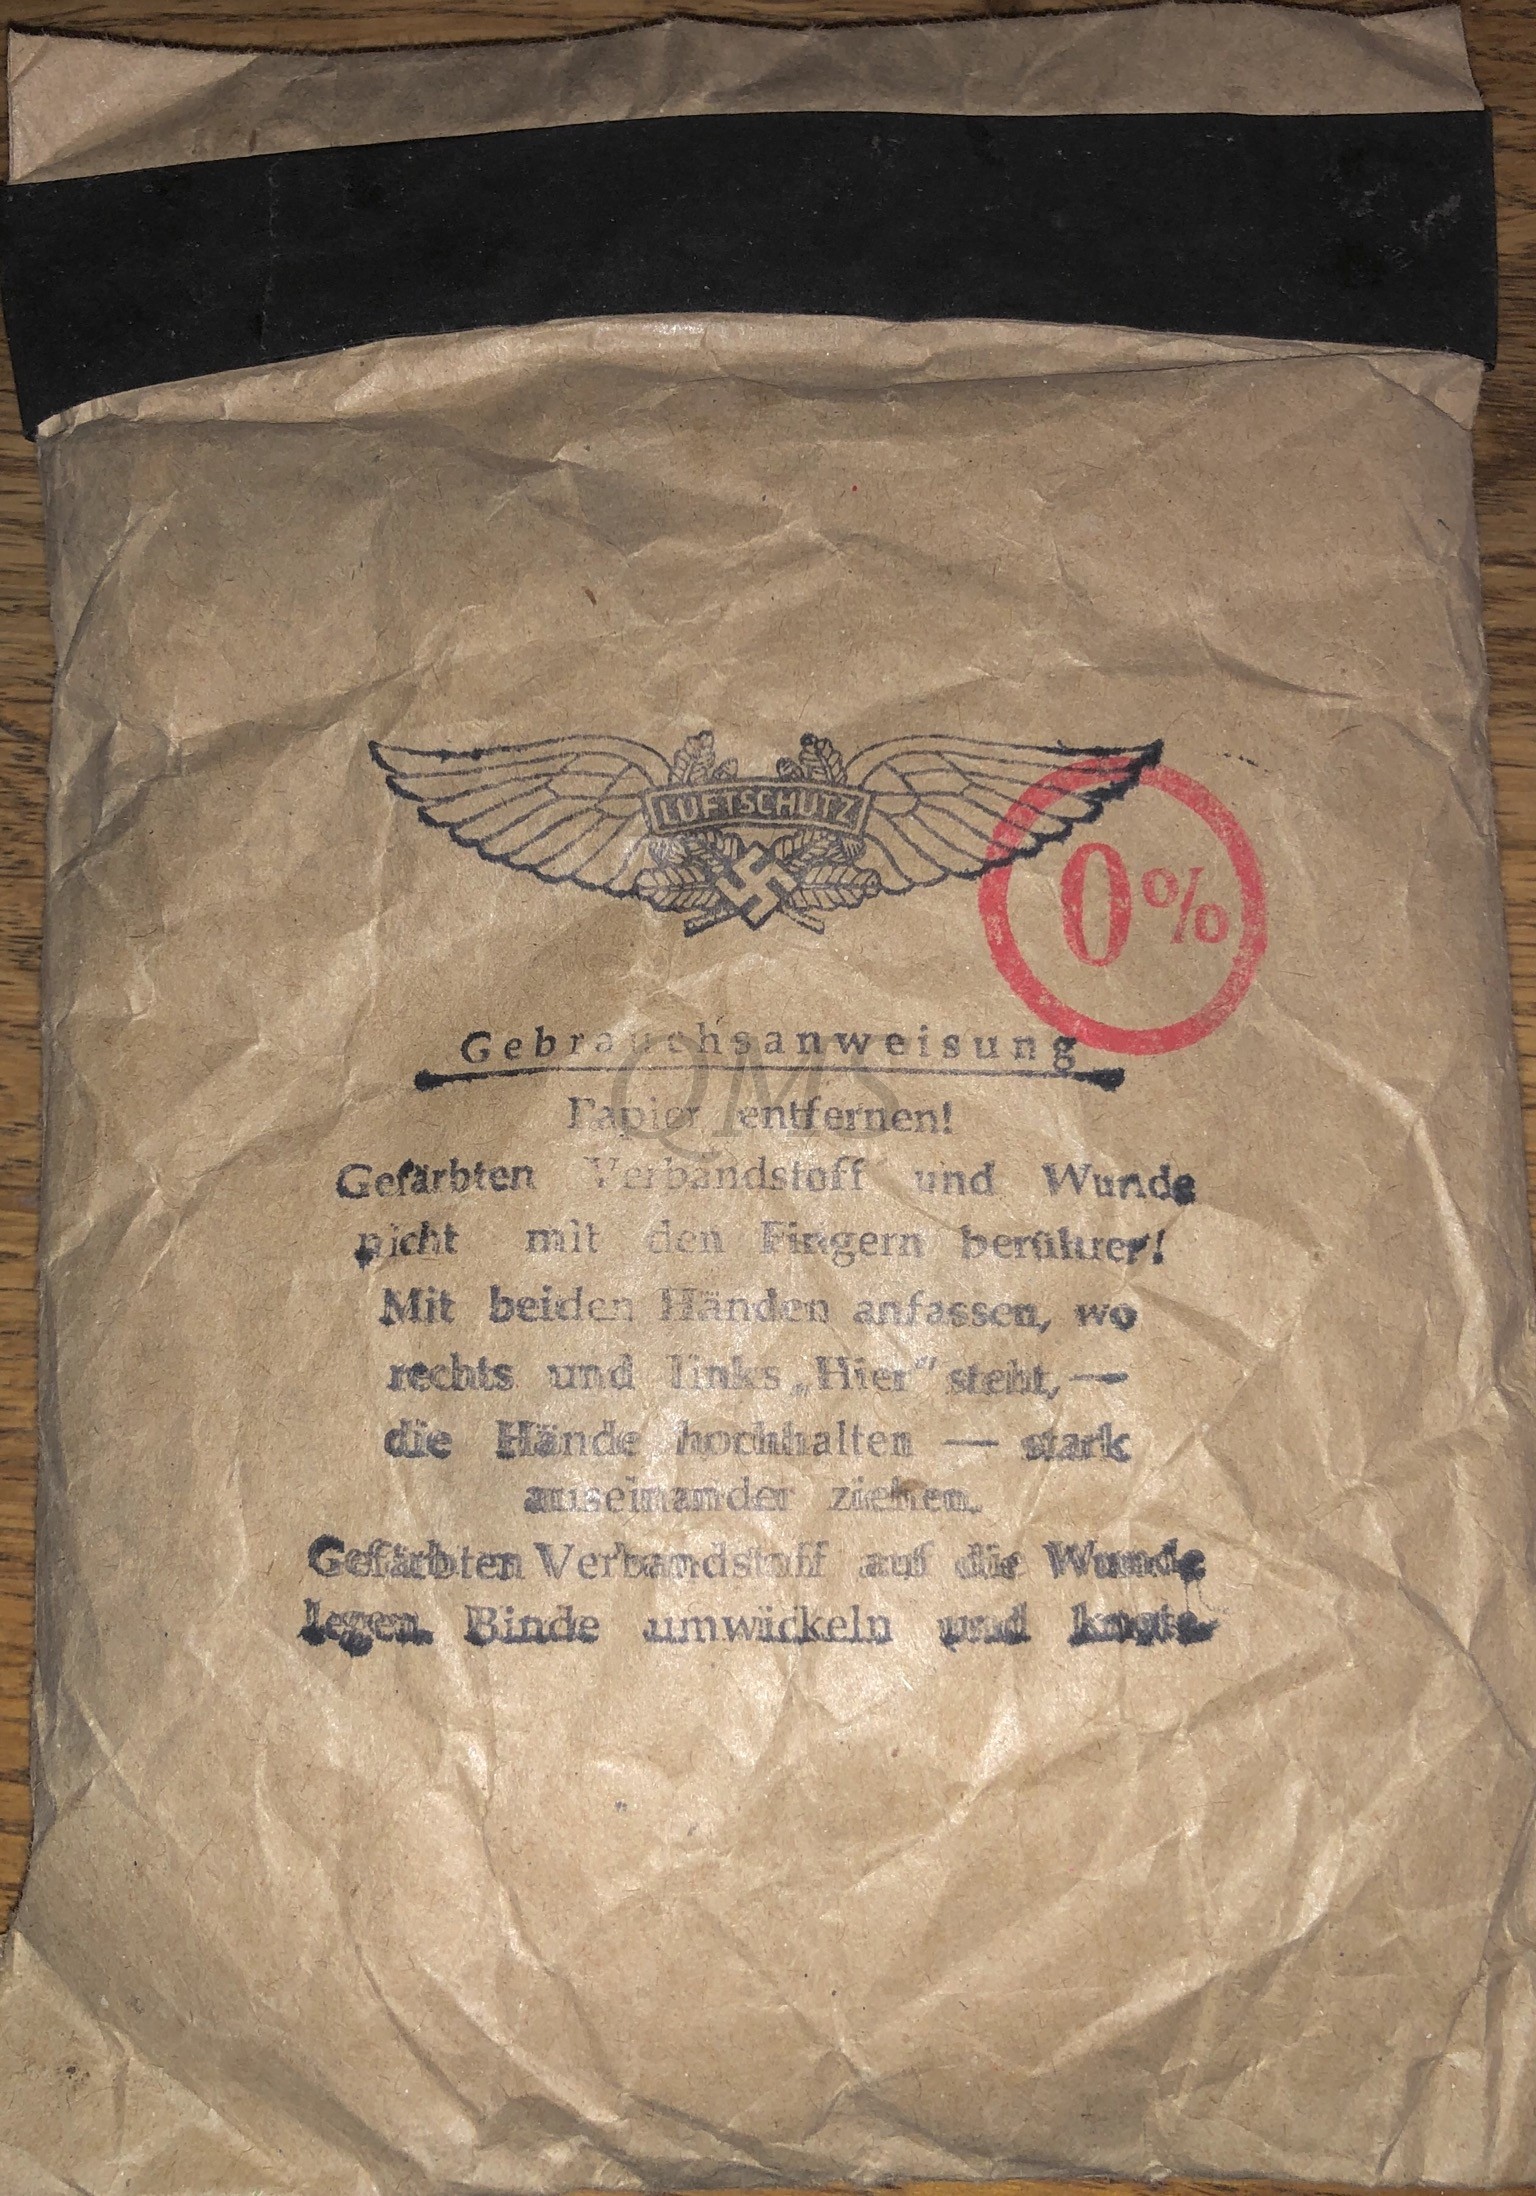 LUFTSCHUTZ
0%
Gebrauchsanweisung
QMS
Papier entfernen!
Gefärbten Verbandstoff und Wunde
nicht mit den Fingern berühren!
Mit beiden Händen anfassen, wo
rechts und links „Hier“ steht, —
die Hände hochhalten — stark
auseinander ziehen.
Gefärbten Verbandstoff auf die Wunde
legen. Binde umwickeln und